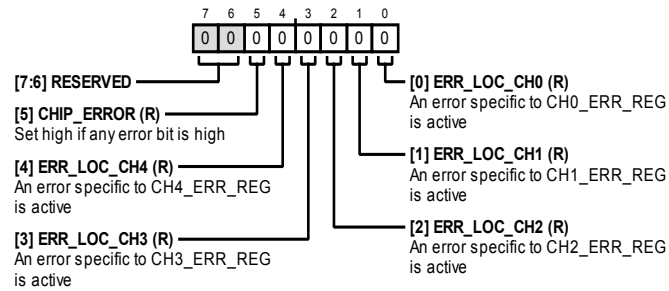 7 6 5 4 3 2 1 0
0 0 0 0 0 0 0 0
[7:6] RESERVED
[5] CHIP_ERROR (R)
Set high if any error bit is high
[4] ERR_LOC_CH4 (R)
An error specific to CH4_ERR_REG
is active
[3] ERR_LOC_CH3 (R)
An error specific to CH3_ERR_REG
is active
[0] ERR_LOC_CH0 (R)
An error specific to CH0_ERR_REG
is active
[1] ERR_LOC_CH1 (R)
An error specific to CH1_ERR_REG
is active
[2] ERR_LOC_CH2 (R)
An error specific to CH2_ERR_REG
is active